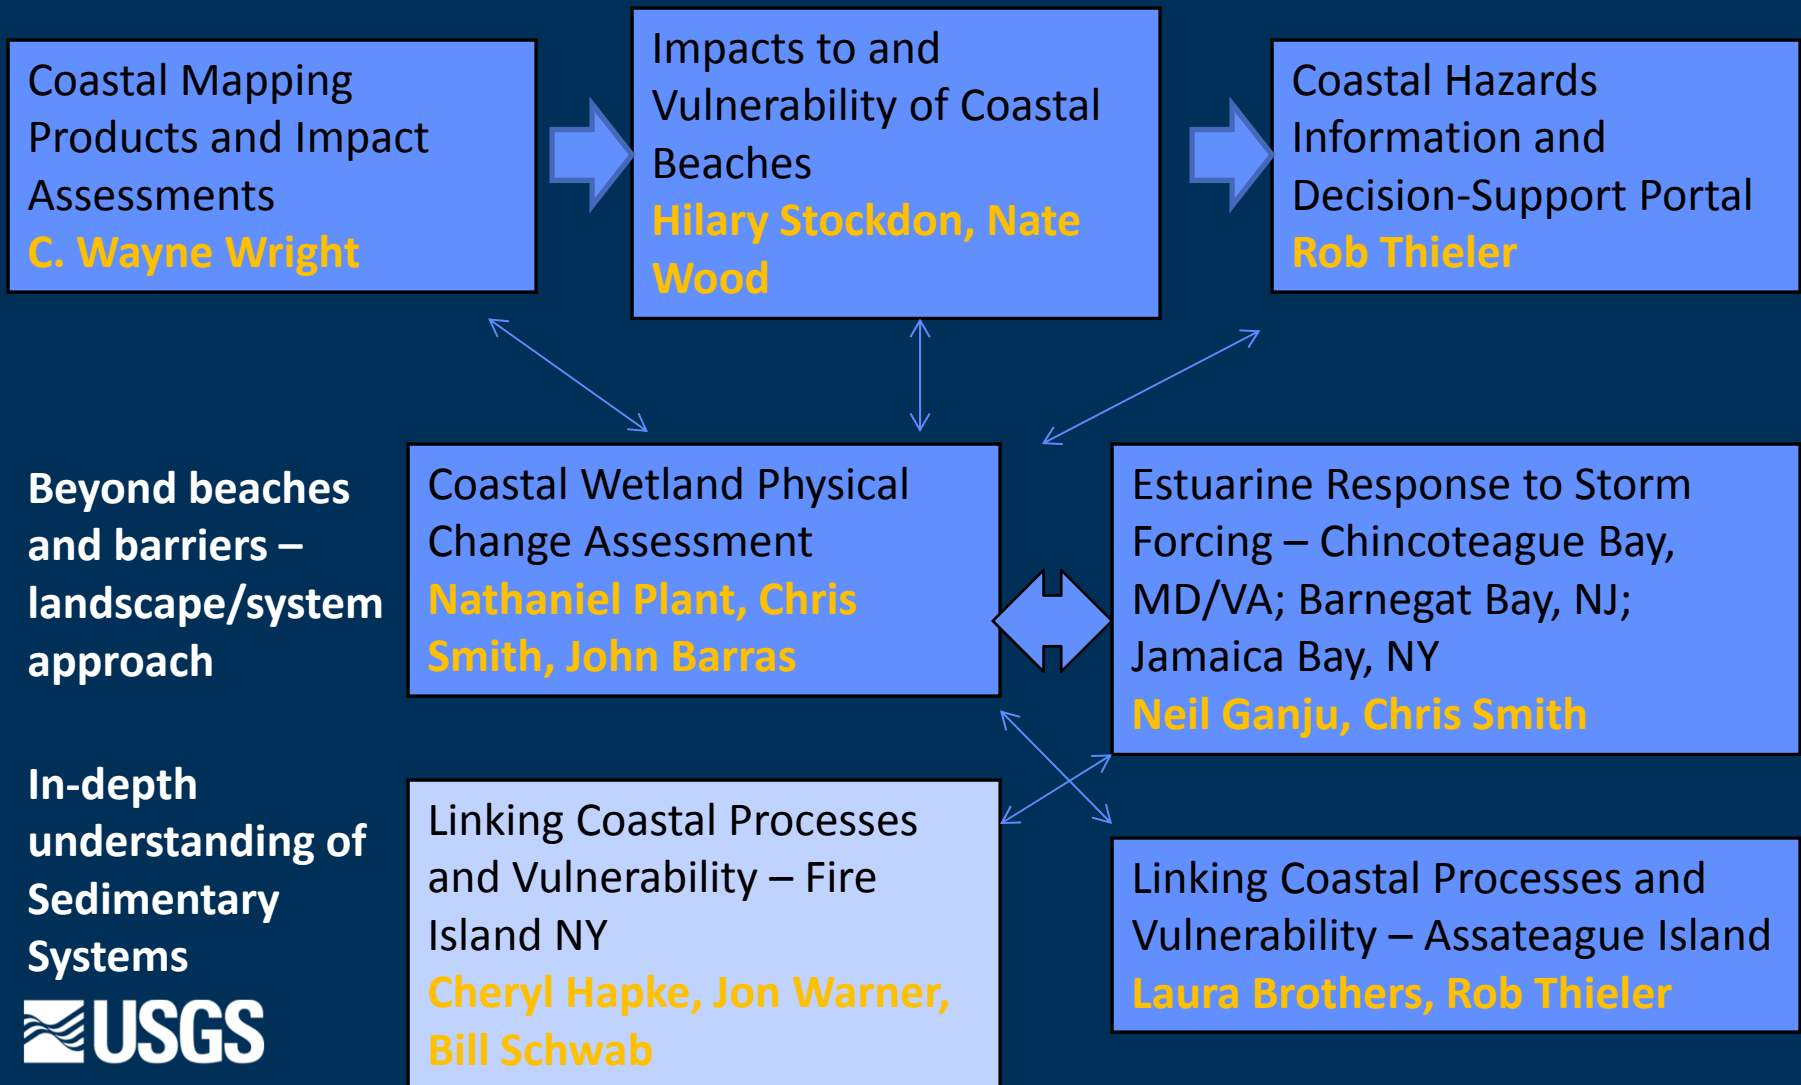 Coastal Mapping
Products and Impact
Assessments
C. Wayne Wright
Impacts to and
Vulnerability of Coastal
Beaches
Hilary Stockdon, Nate
Wood
Coastal Hazards
Information and
Decision-Support Portal
Rob Thieler
Beyond beaches
and barriers –
landscape/system
approach
Coastal Wetland Physical
Change Assessment
Nathaniel Plant, Chris
Smith, John Barras
Estuarine Response to Storm
Forcing – Chincoteague Bay,
MD/VA; Barnegat Bay, NJ;
Jamaica Bay, NY
Neil Ganju, Chris Smith
In-depth
understanding of
Sedimentary
Systems
Linking Coastal Processes
and Vulnerability – Fire
Island NY
Cheryl Hapke, Jon Warner,
Bill Schwab
Linking Coastal Processes and
Vulnerability – Assateague Island
Laura Brothers, Rob Thieler
USGS